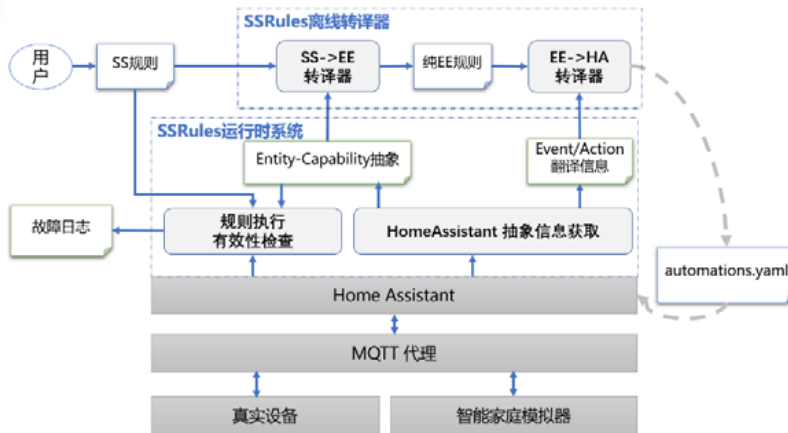 SSRules离线转译器
用
户
SS规则
SS->EE
转译器
纯EE规则
EE->HA
转译器
SSRules运行时系统
Entity-Capability抽象
Event/Action
翻译信息
故障日志
规则执行
有效性检查
HomeAssistant 抽象信息获取
automations.yaml
Home Assistant
MQTT 代理
真实设备
智能家庭模拟器